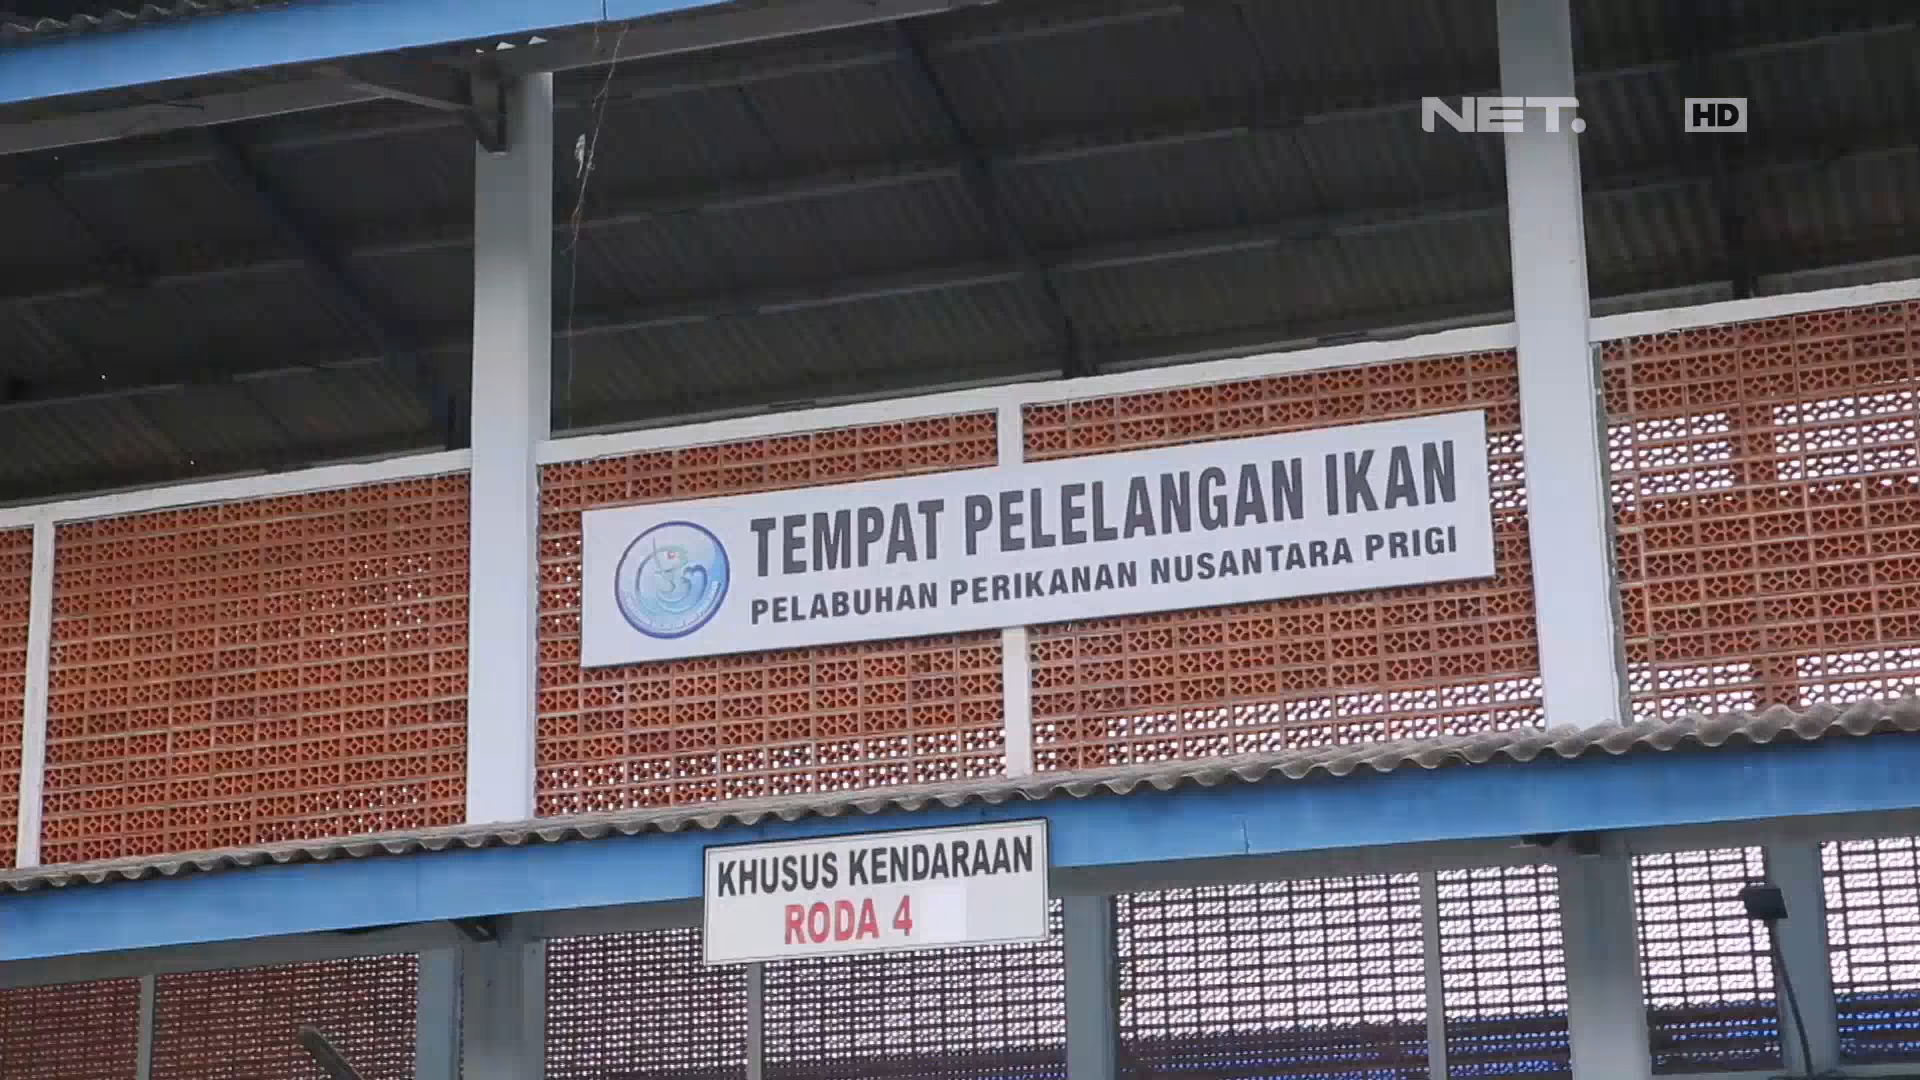 NET. HD
TEMPAT PELELANGAN IKAN
PELABUHAN PERIKANAN NUSANTARA PRIGI
KHUSUS KENDARAAN
RODA 4